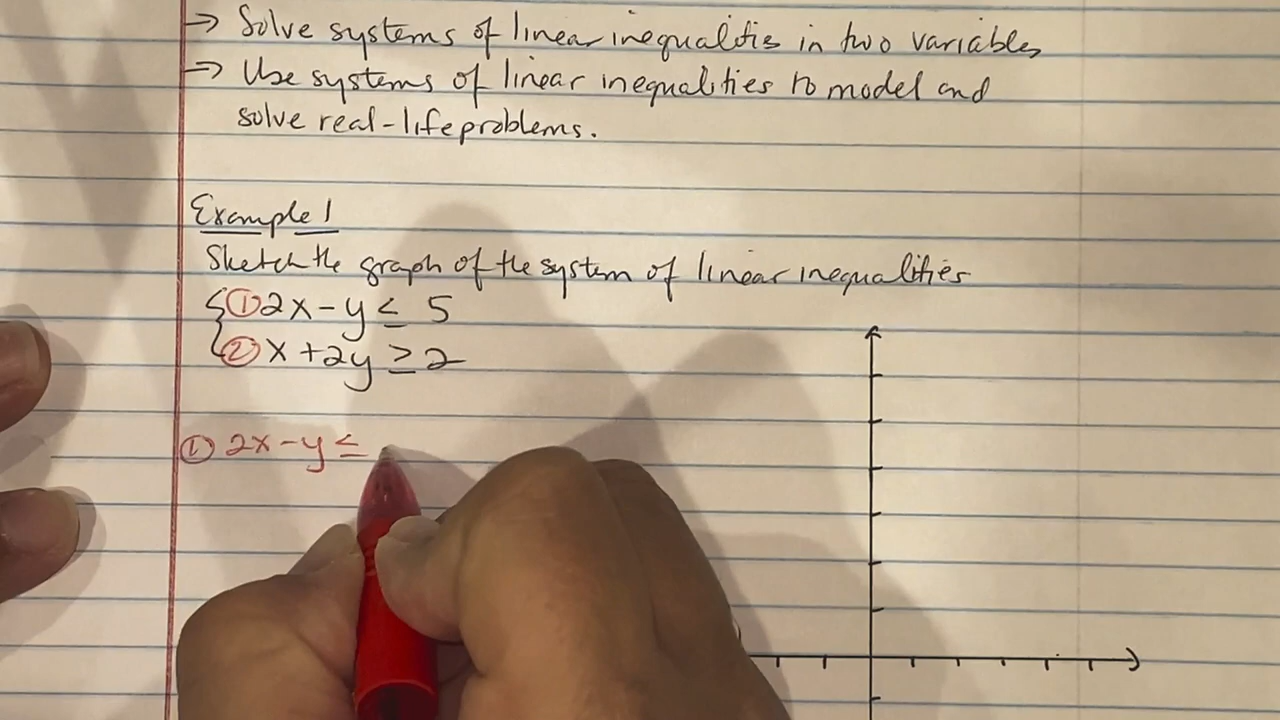 → Solve systems of linear inequalities in two variables
→ Use systems of linear inequalities to model and
solve real-life problems.
Example 1
Sketch the graph of the system of linear inequalities
{ ① 2x - y ≤ 5
② x + 2y ≥ 2
① 2x - y ≤